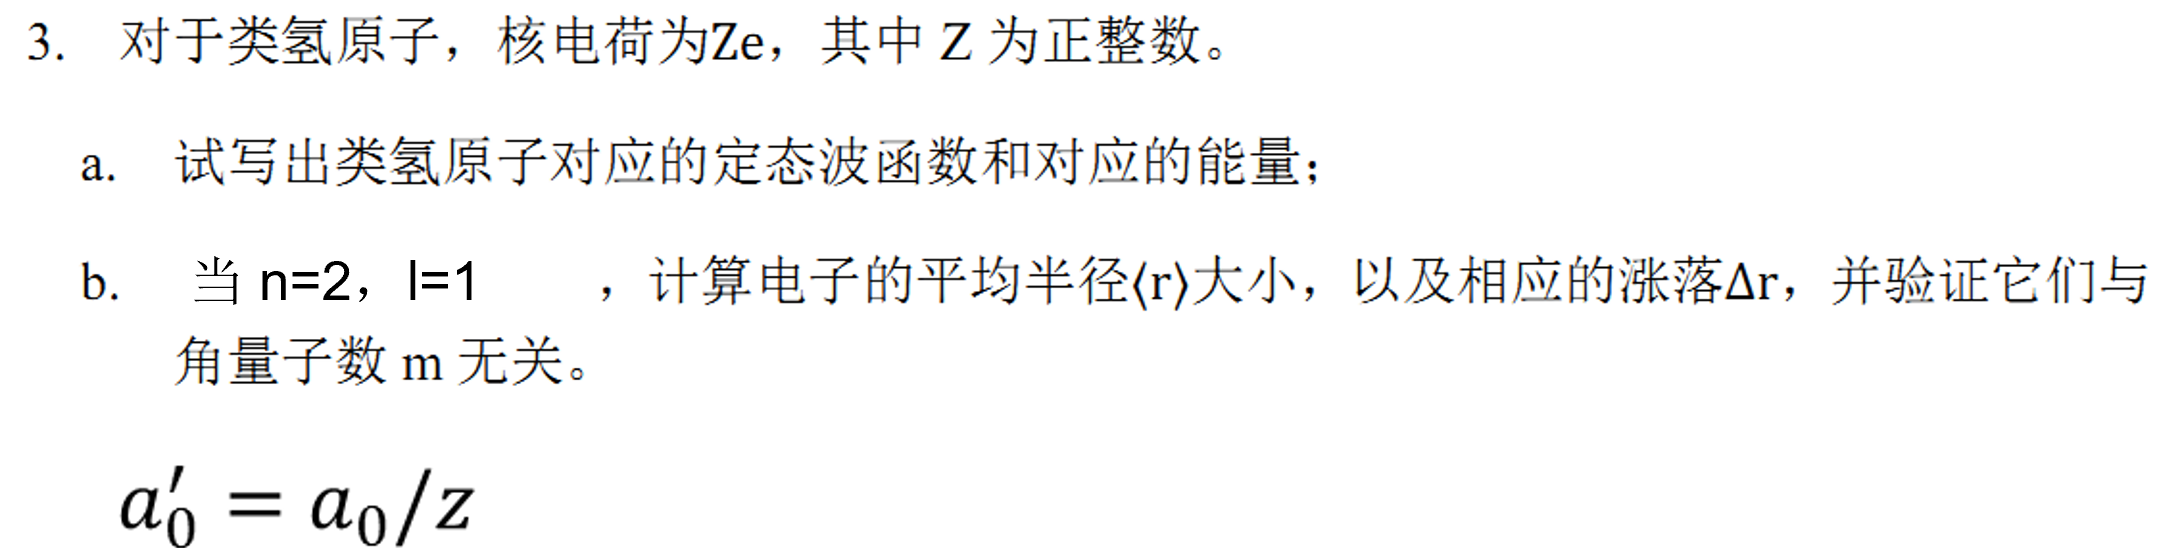 3. 对于类氢原子，核电荷为Ze，其中 Z 为正整数。
a. 试写出类氢原子对应的定态波函数和对应的能量；
b. 当 n=2，l=1 ，计算电子的平均半径⟨r⟩大小，以及相应的涨落Δr，并验证它们与
角量子数 m 无关。
a₀′ = a₀/z